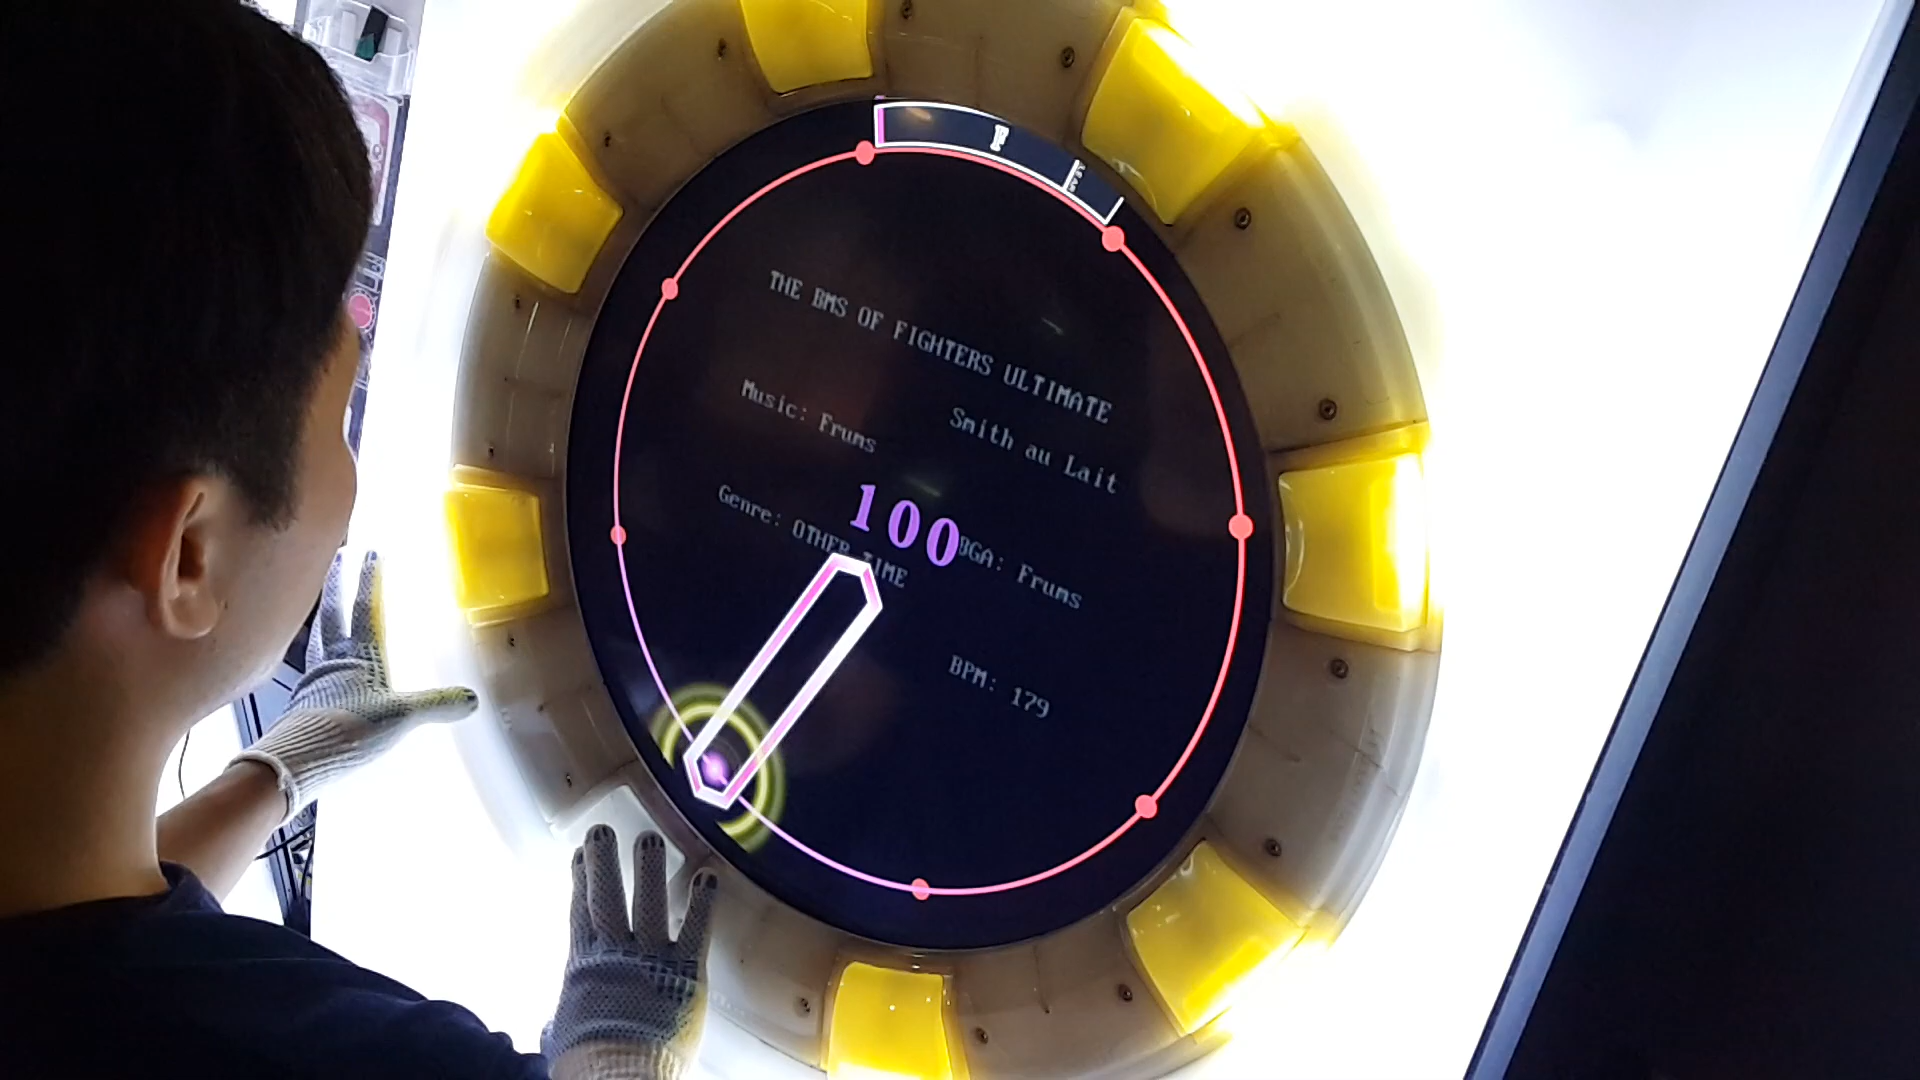 THE BMS OF FIGHTERS ULTIMATE
Music: Frums
Smith au Lait
100
Genre: OTHER TIME
BGA: Frums
BPM: 179